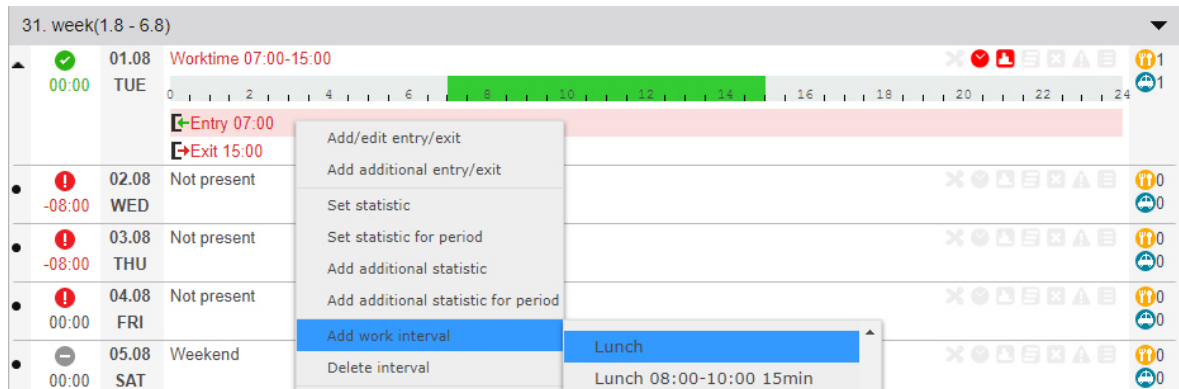 31. week(1.8 - 6.8)
01.08 Worktime 07:00-15:00 1
00:00 TUE 1
0 2 4 6 8 10 12 14 16 18 20 22 24
Entry 07:00
Exit 15:00
02.08 Not present 0
-08:00 WED 0
03.08 Not present 0
-08:00 THU 0
04.08 Not present 0
00:00 FRI 0
05.08 Weekend 0
00:00 SAT 0
Add/edit entry/exit
Add additional entry/exit
Set statistic
Set statistic for period
Add additional statistic
Add additional statistic for period
Add work interval
Delete interval
Lunch
Lunch 08:00-10:00 15min